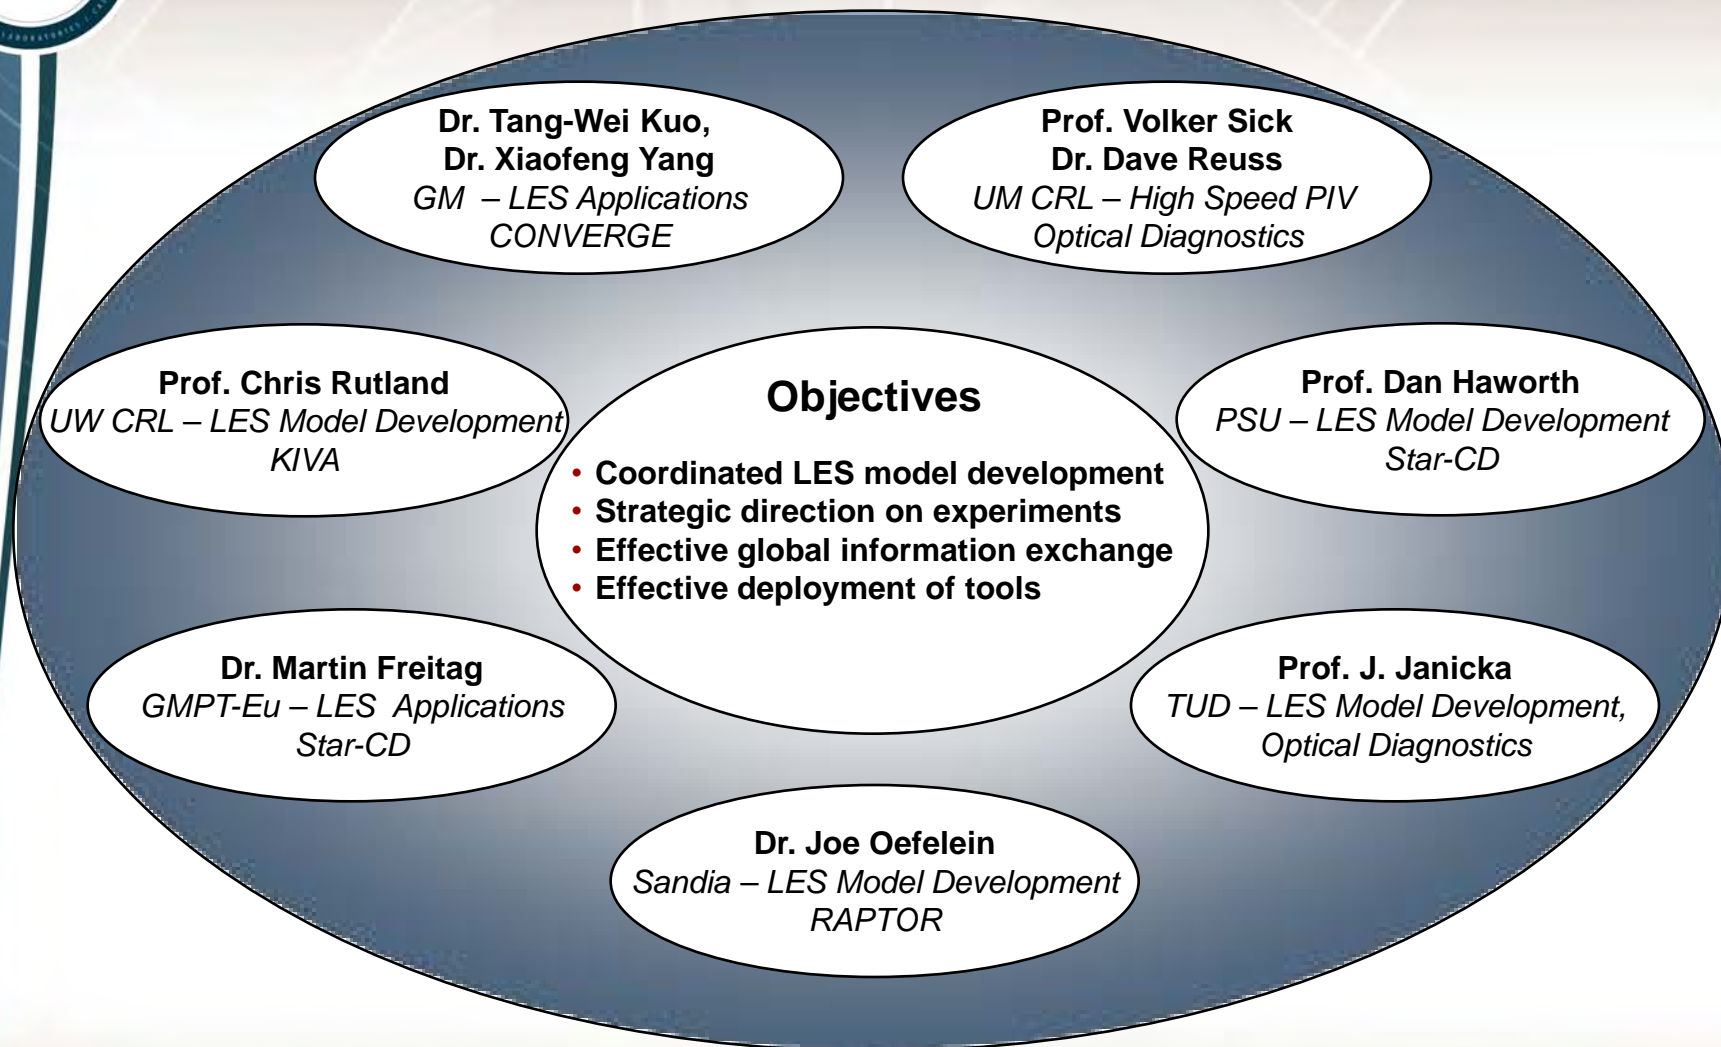 LABORATORIES / CA
Dr. Tang-Wei Kuo,
Dr. Xiaofeng Yang
GM – LES Applications
CONVERGE
Prof. Volker Sick
Dr. Dave Reuss
UM CRL – High Speed PIV
Optical Diagnostics
Prof. Chris Rutland
UW CRL – LES Model Development
KIVA
Objectives
• Coordinated LES model development
• Strategic direction on experiments
• Effective global information exchange
• Effective deployment of tools
Prof. Dan Haworth
PSU – LES Model Development
Star-CD
Dr. Martin Freitag
GMPT-Eu – LES Applications
Star-CD
Prof. J. Janicka
TUD – LES Model Development,
Optical Diagnostics
Dr. Joe Oefelein
Sandia – LES Model Development
RAPTOR